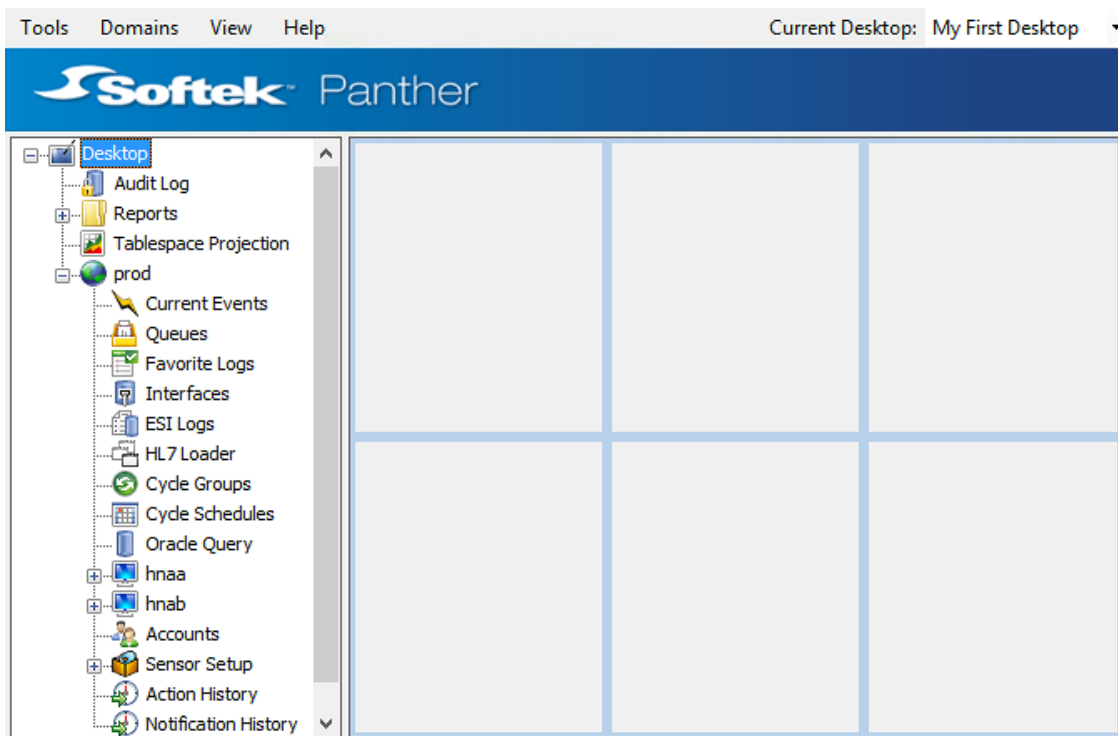 Tools Domains View Help Current Desktop: My First Desktop
Softek™ Panther
Desktop
Audit Log
Reports
Tablespace Projection
prod
Current Events
Queues
Favorite Logs
Interfaces
ESI Logs
HL7 Loader
Cycle Groups
Cycle Schedules
Oracle Query
hnaa
hnab
Accounts
Sensor Setup
Action History
Notification History